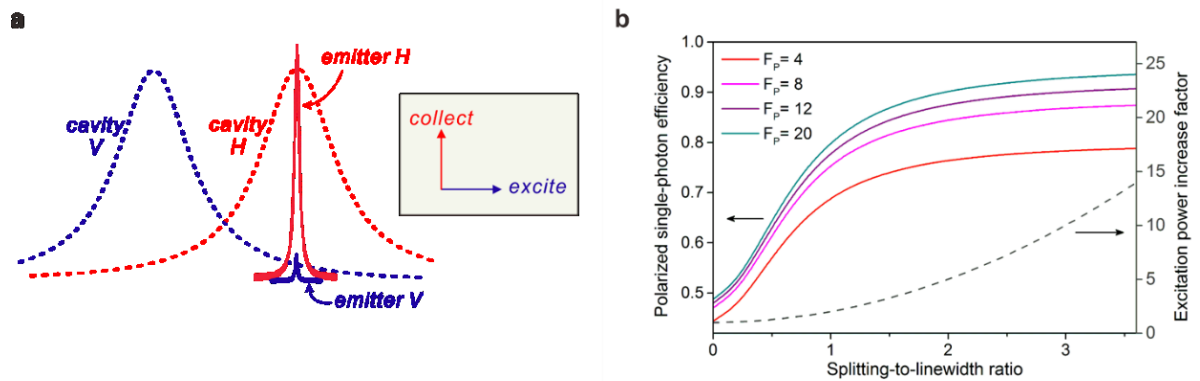 a
emitter H
cavity
V
cavity
H
collect
excite
emitter V
b
Polarized single-photon efficiency
1.0
0.9
0.8
0.7
0.6
0.5
F_P= 4
F_P= 8
F_P= 12
F_P= 20
25
20
15
10
5
0
Excitation power increase factor
0 1 2 3
Splitting-to-linewidth ratio